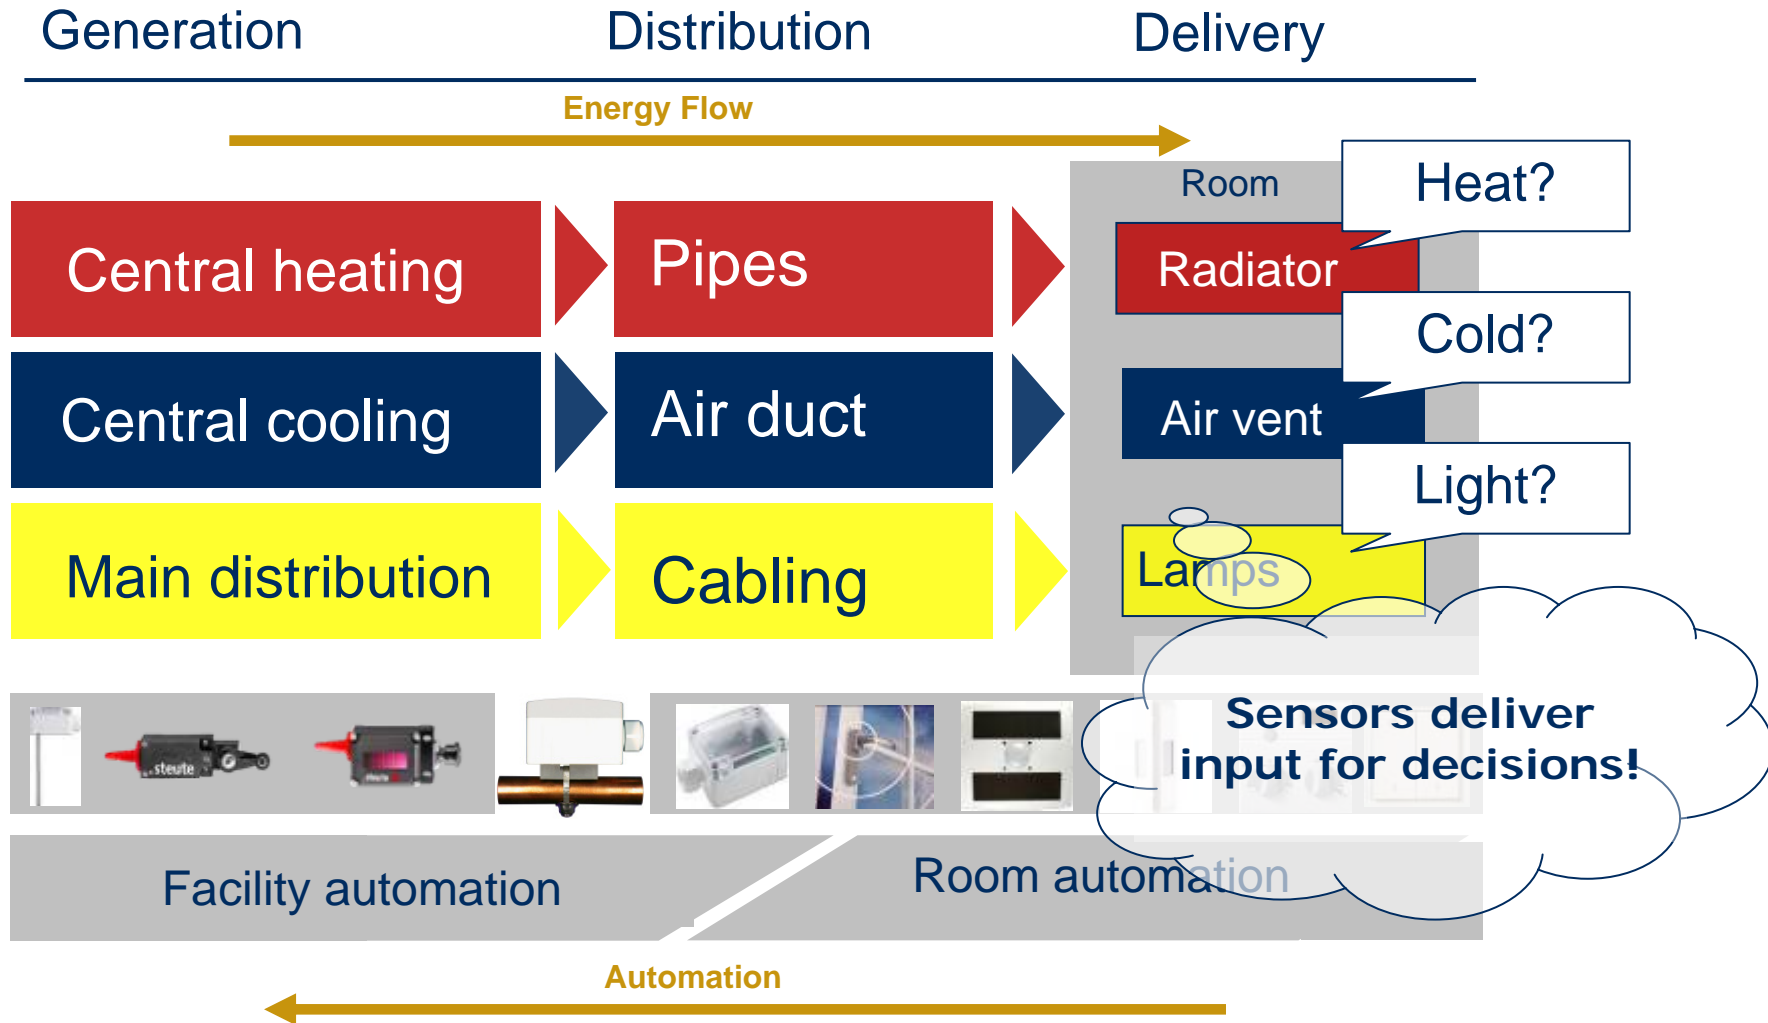 Generation
Distribution
Delivery
Energy Flow
Room
Heat?
Central heating
Pipes
Radiator
Cold?
Central cooling
Air duct
Air vent
Light?
Main distribution
Cabling
Lamps
steute
steute
Sensors deliver
input for decisions!
Facility automation
Room automation
Automation